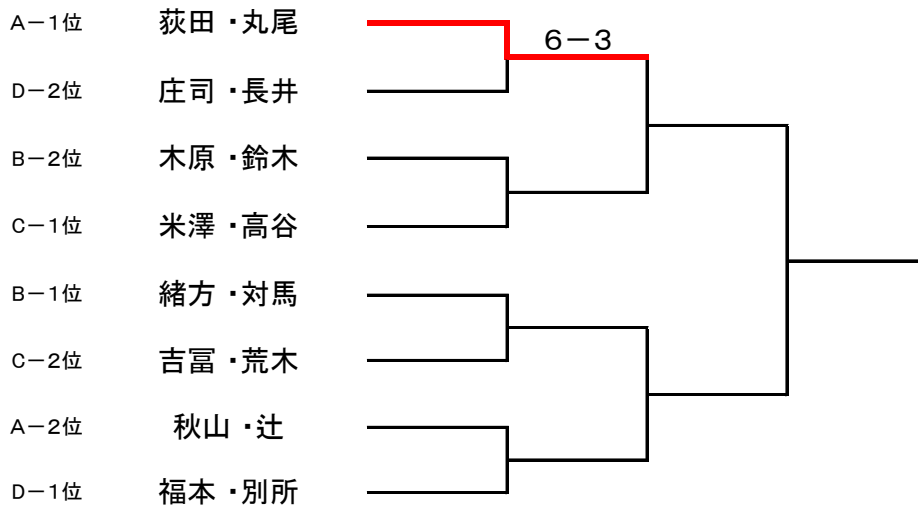 A－1位 荻田・丸尾
6－3
D－2位 庄司・長井
B－2位 木原・鈴木
C－1位 米澤・高谷
B－1位 緒方・対馬
C－2位 吉冨・荒木
A－2位 秋山・辻
D－1位 福本・別所